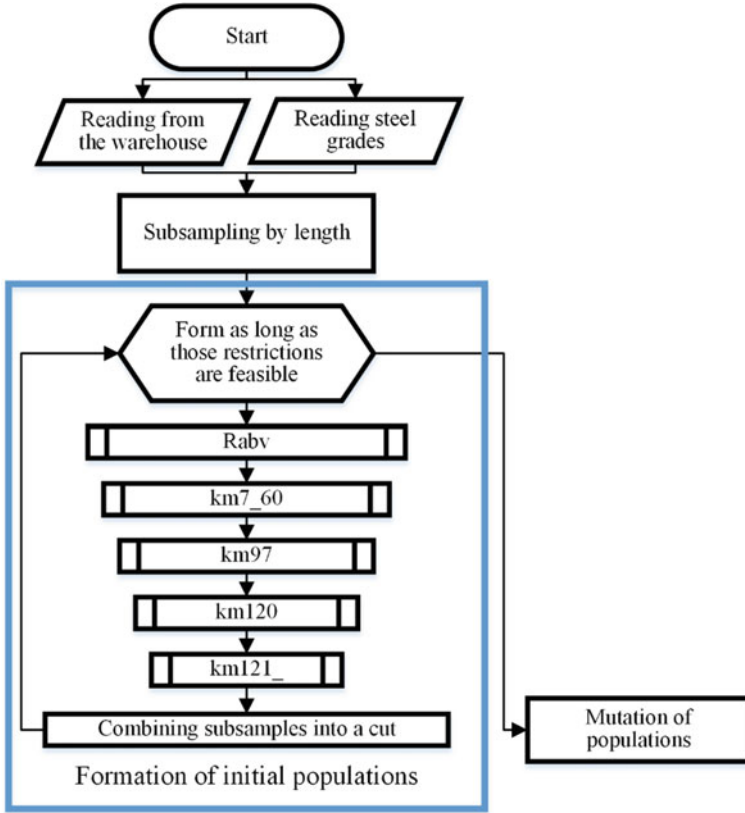 Start
Reading from
the warehouse
Reading steel
grades
Subsampling by length
Form as long as
those restrictions
are feasible
Rabv
km7_60
km97
km120
km121_
Combining subsamples into a cut
Formation of initial populations
Mutation of
populations